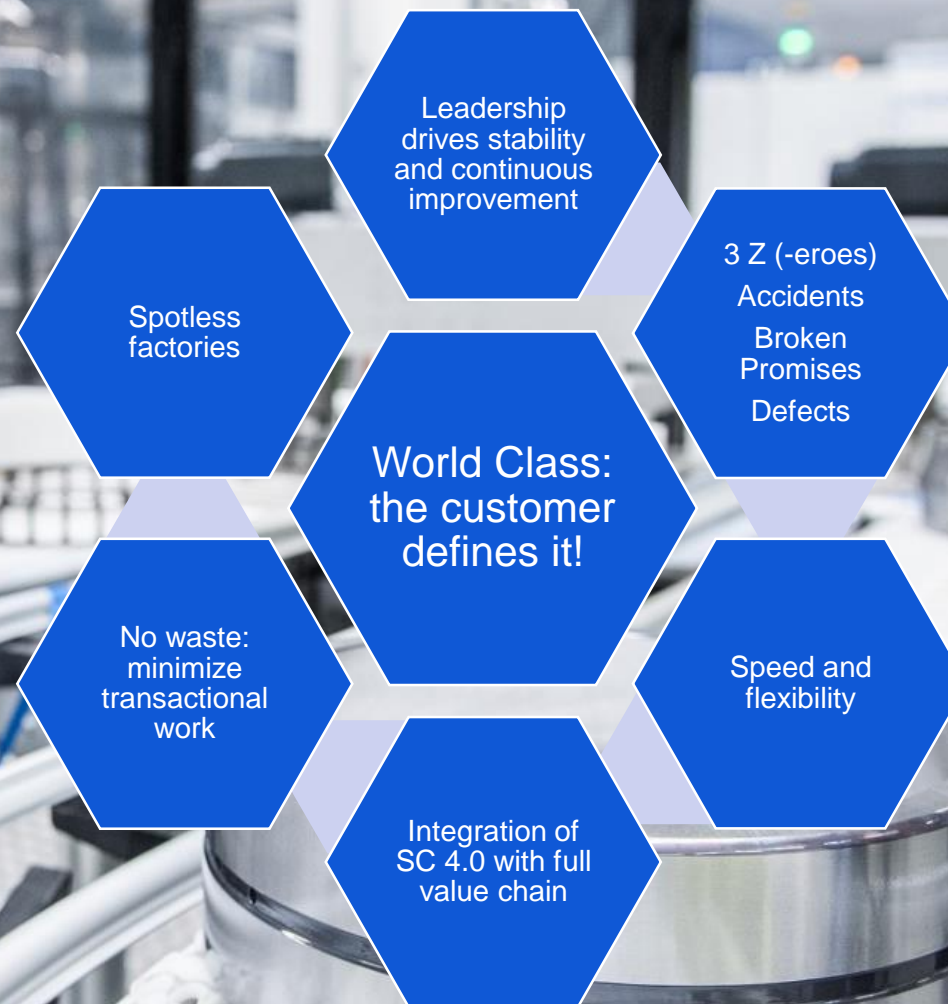 Leadership
drives stability
and continuous
improvement
3 Z (-eroes)
Accidents
Broken
Promises
Defects
Spotless
factories
World Class:
the customer
defines it!
No waste:
minimize
transactional
work
Speed and
flexibility
Integration of
SC 4.0 with full
value chain